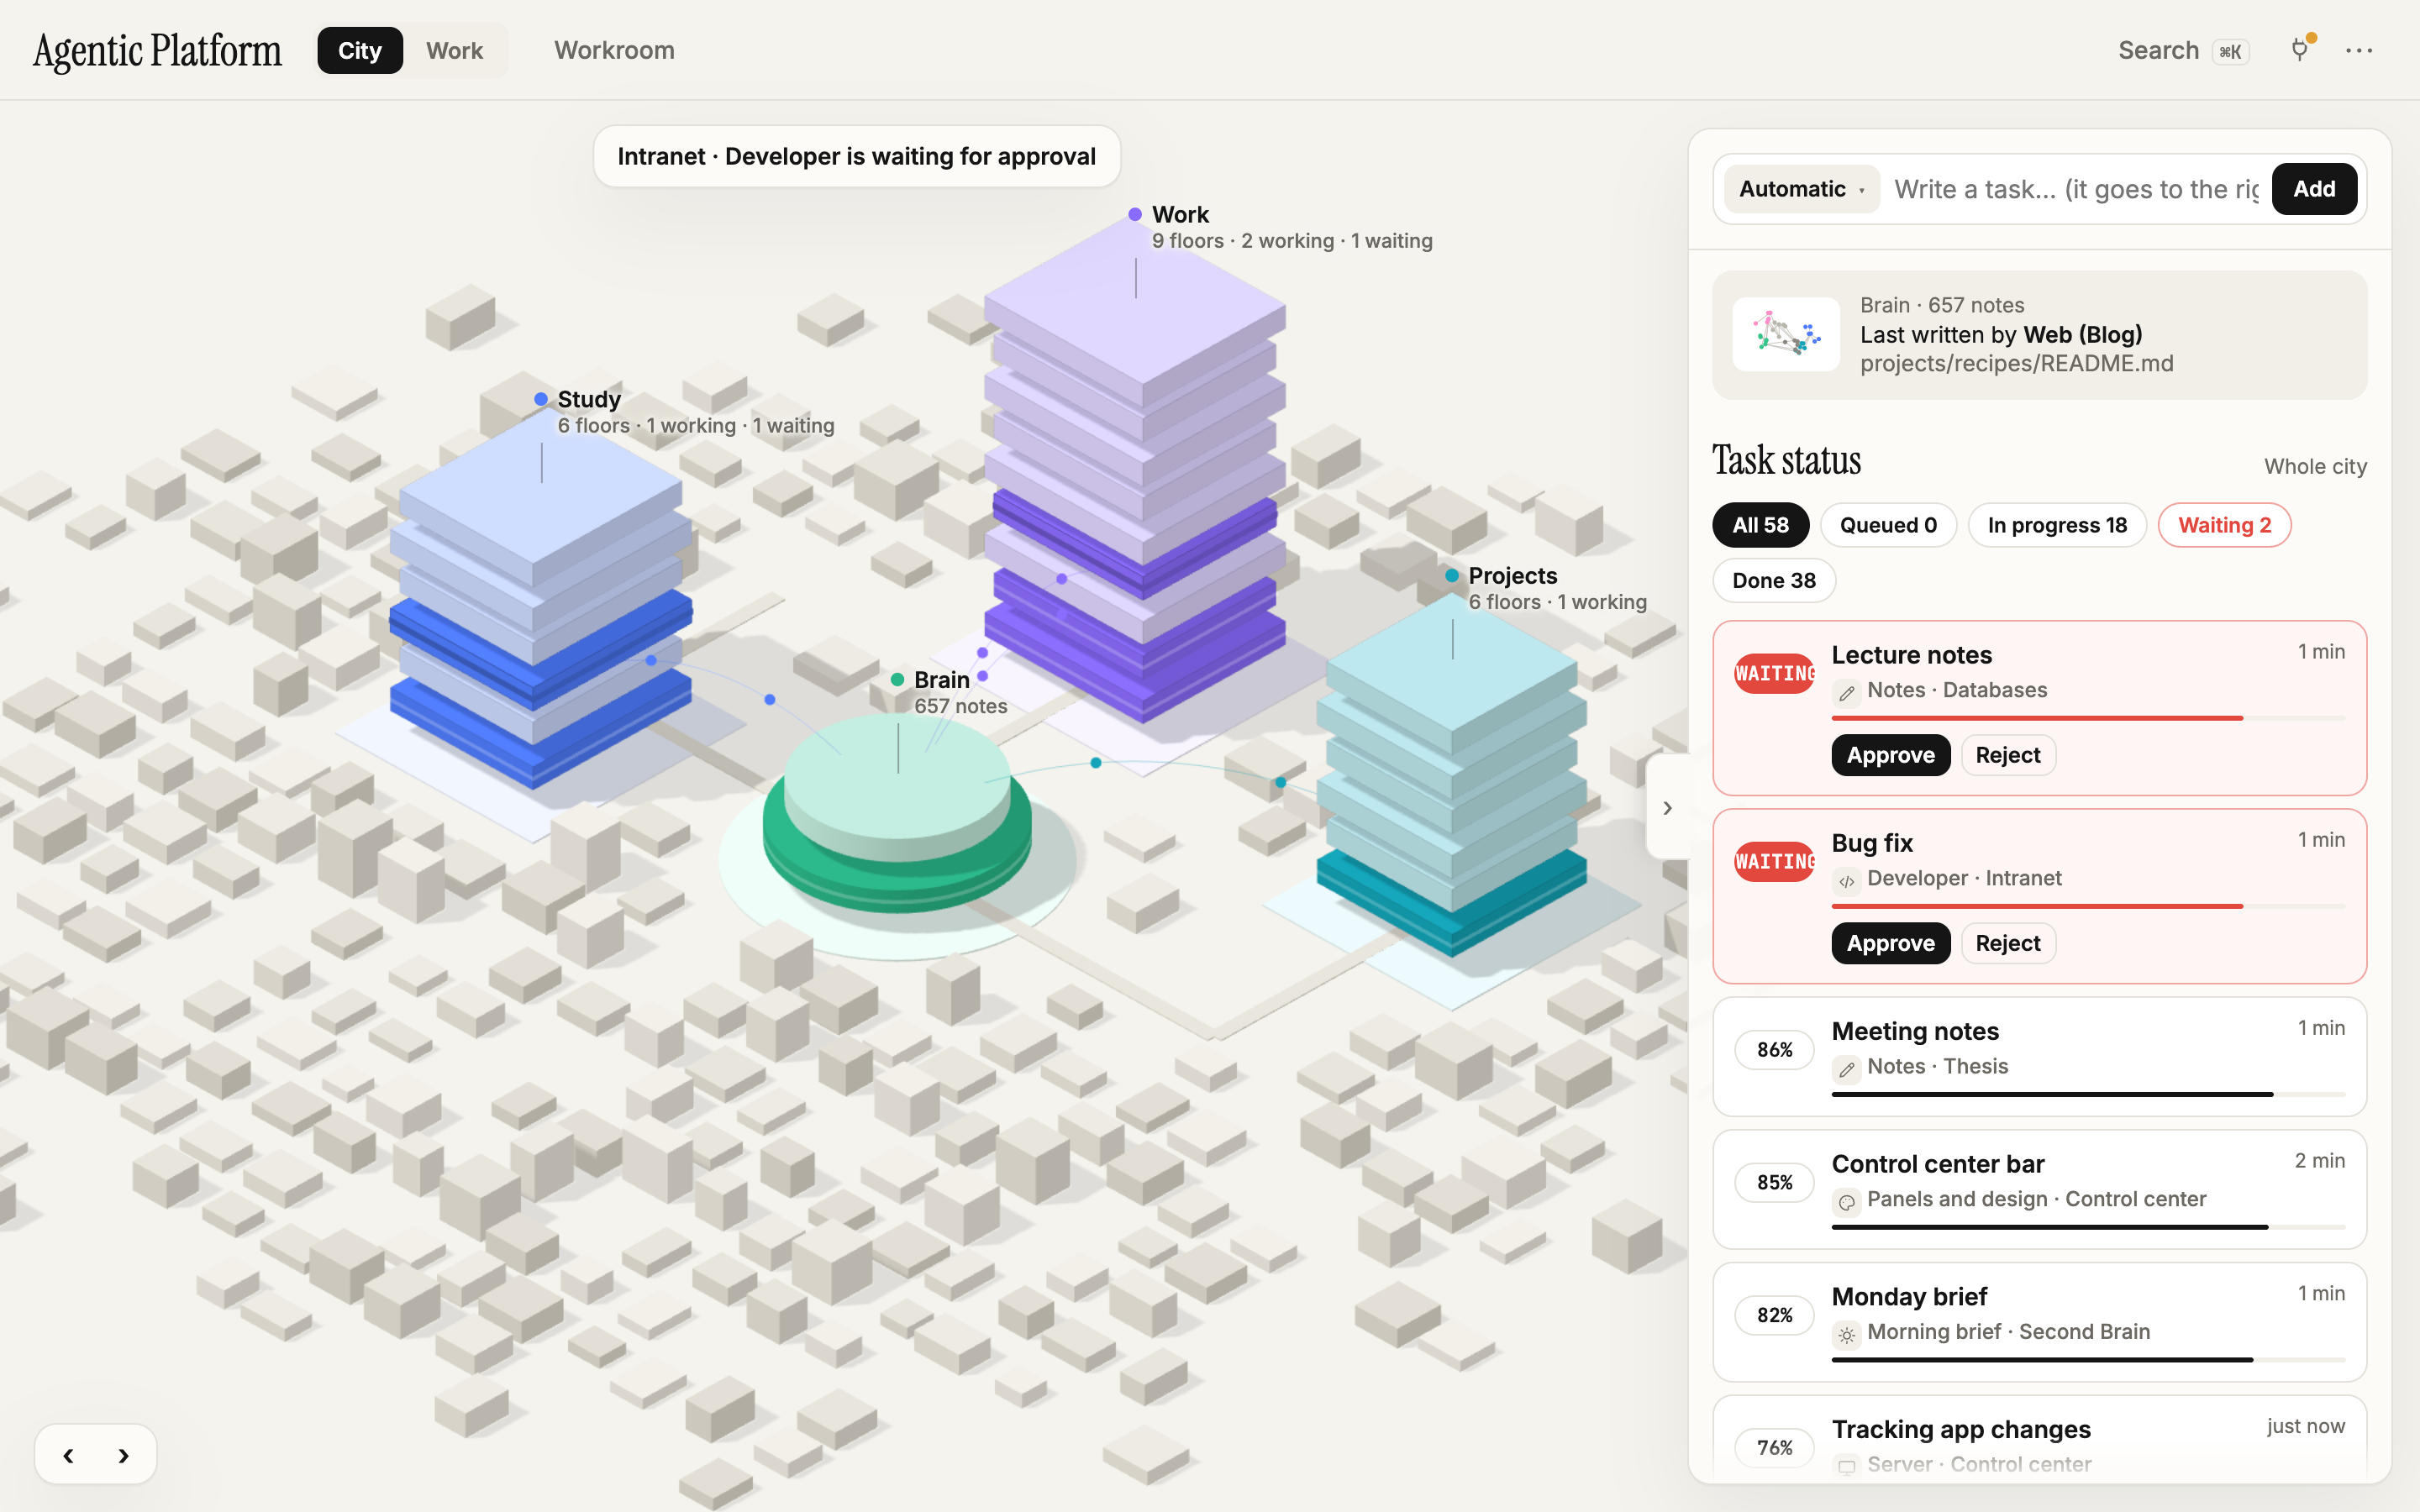 Agentic Platform
City
Work
Workroom
Search ⌘K
Intranet · Developer is waiting for approval
Work
9 floors · 2 working · 1 waiting
Study
6 floors · 1 working · 1 waiting
Projects
6 floors · 1 working
Brain
657 notes
Automatic
Write a task... (it goes to the rig
Add
Brain · 657 notes
Last written by Web (Blog)
projects/recipes/README.md
Task status
Whole city
All 58
Queued 0
In progress 18
Waiting 2
Done 38
WAITING
Lecture notes
1 min
Notes · Databases
Approve
Reject
WAITING
Bug fix
1 min
Developer · Intranet
Approve
Reject
86%
Meeting notes
1 min
Notes · Thesis
85%
Control center bar
2 min
Panels and design · Control center
82%
Monday brief
1 min
Morning brief · Second Brain
76%
Tracking app changes
just now
Server · Control center